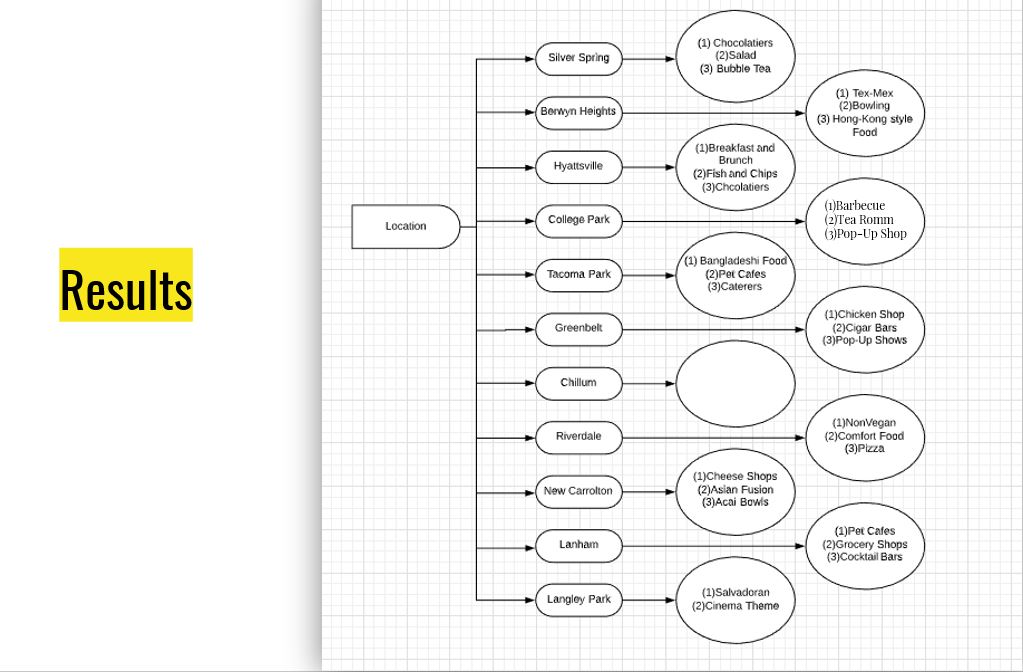 Results
Location
Silver Spring
(1) Chocolatiers
(2)Salad
(3) Bubble Tea
Berwyn Heights
(1) Tex-Mex
(2)Bowling
(3) Hong-Kong style
Food
Hyattsville
(1)Breakfast and
Brunch
(2)Fish and Chips
(3)Chcolatiers
College Park
(1)Barbecue
(2)Tea Romm
(3)Pop-Up Shop
Tacoma Park
(1) Bangladeshi Food
(2)Pet Cafes
(3)Caterers
Greenbelt
(1)Chicken Shop
(2)Cigar Bars
(3)Pop-Up Shows
Chillum
Riverdale
(1)NonVegan
(2)Comfort Food
(3)Pizza
New Carrolton
(1)Cheese Shops
(2)Asian Fusion
(3)Acai Bowls
Lanham
(1)Pet Cafes
(2)Grocery Shops
(3)Cocktail Bars
Langley Park
(1)Salvadoran
(2)Cinema Theme